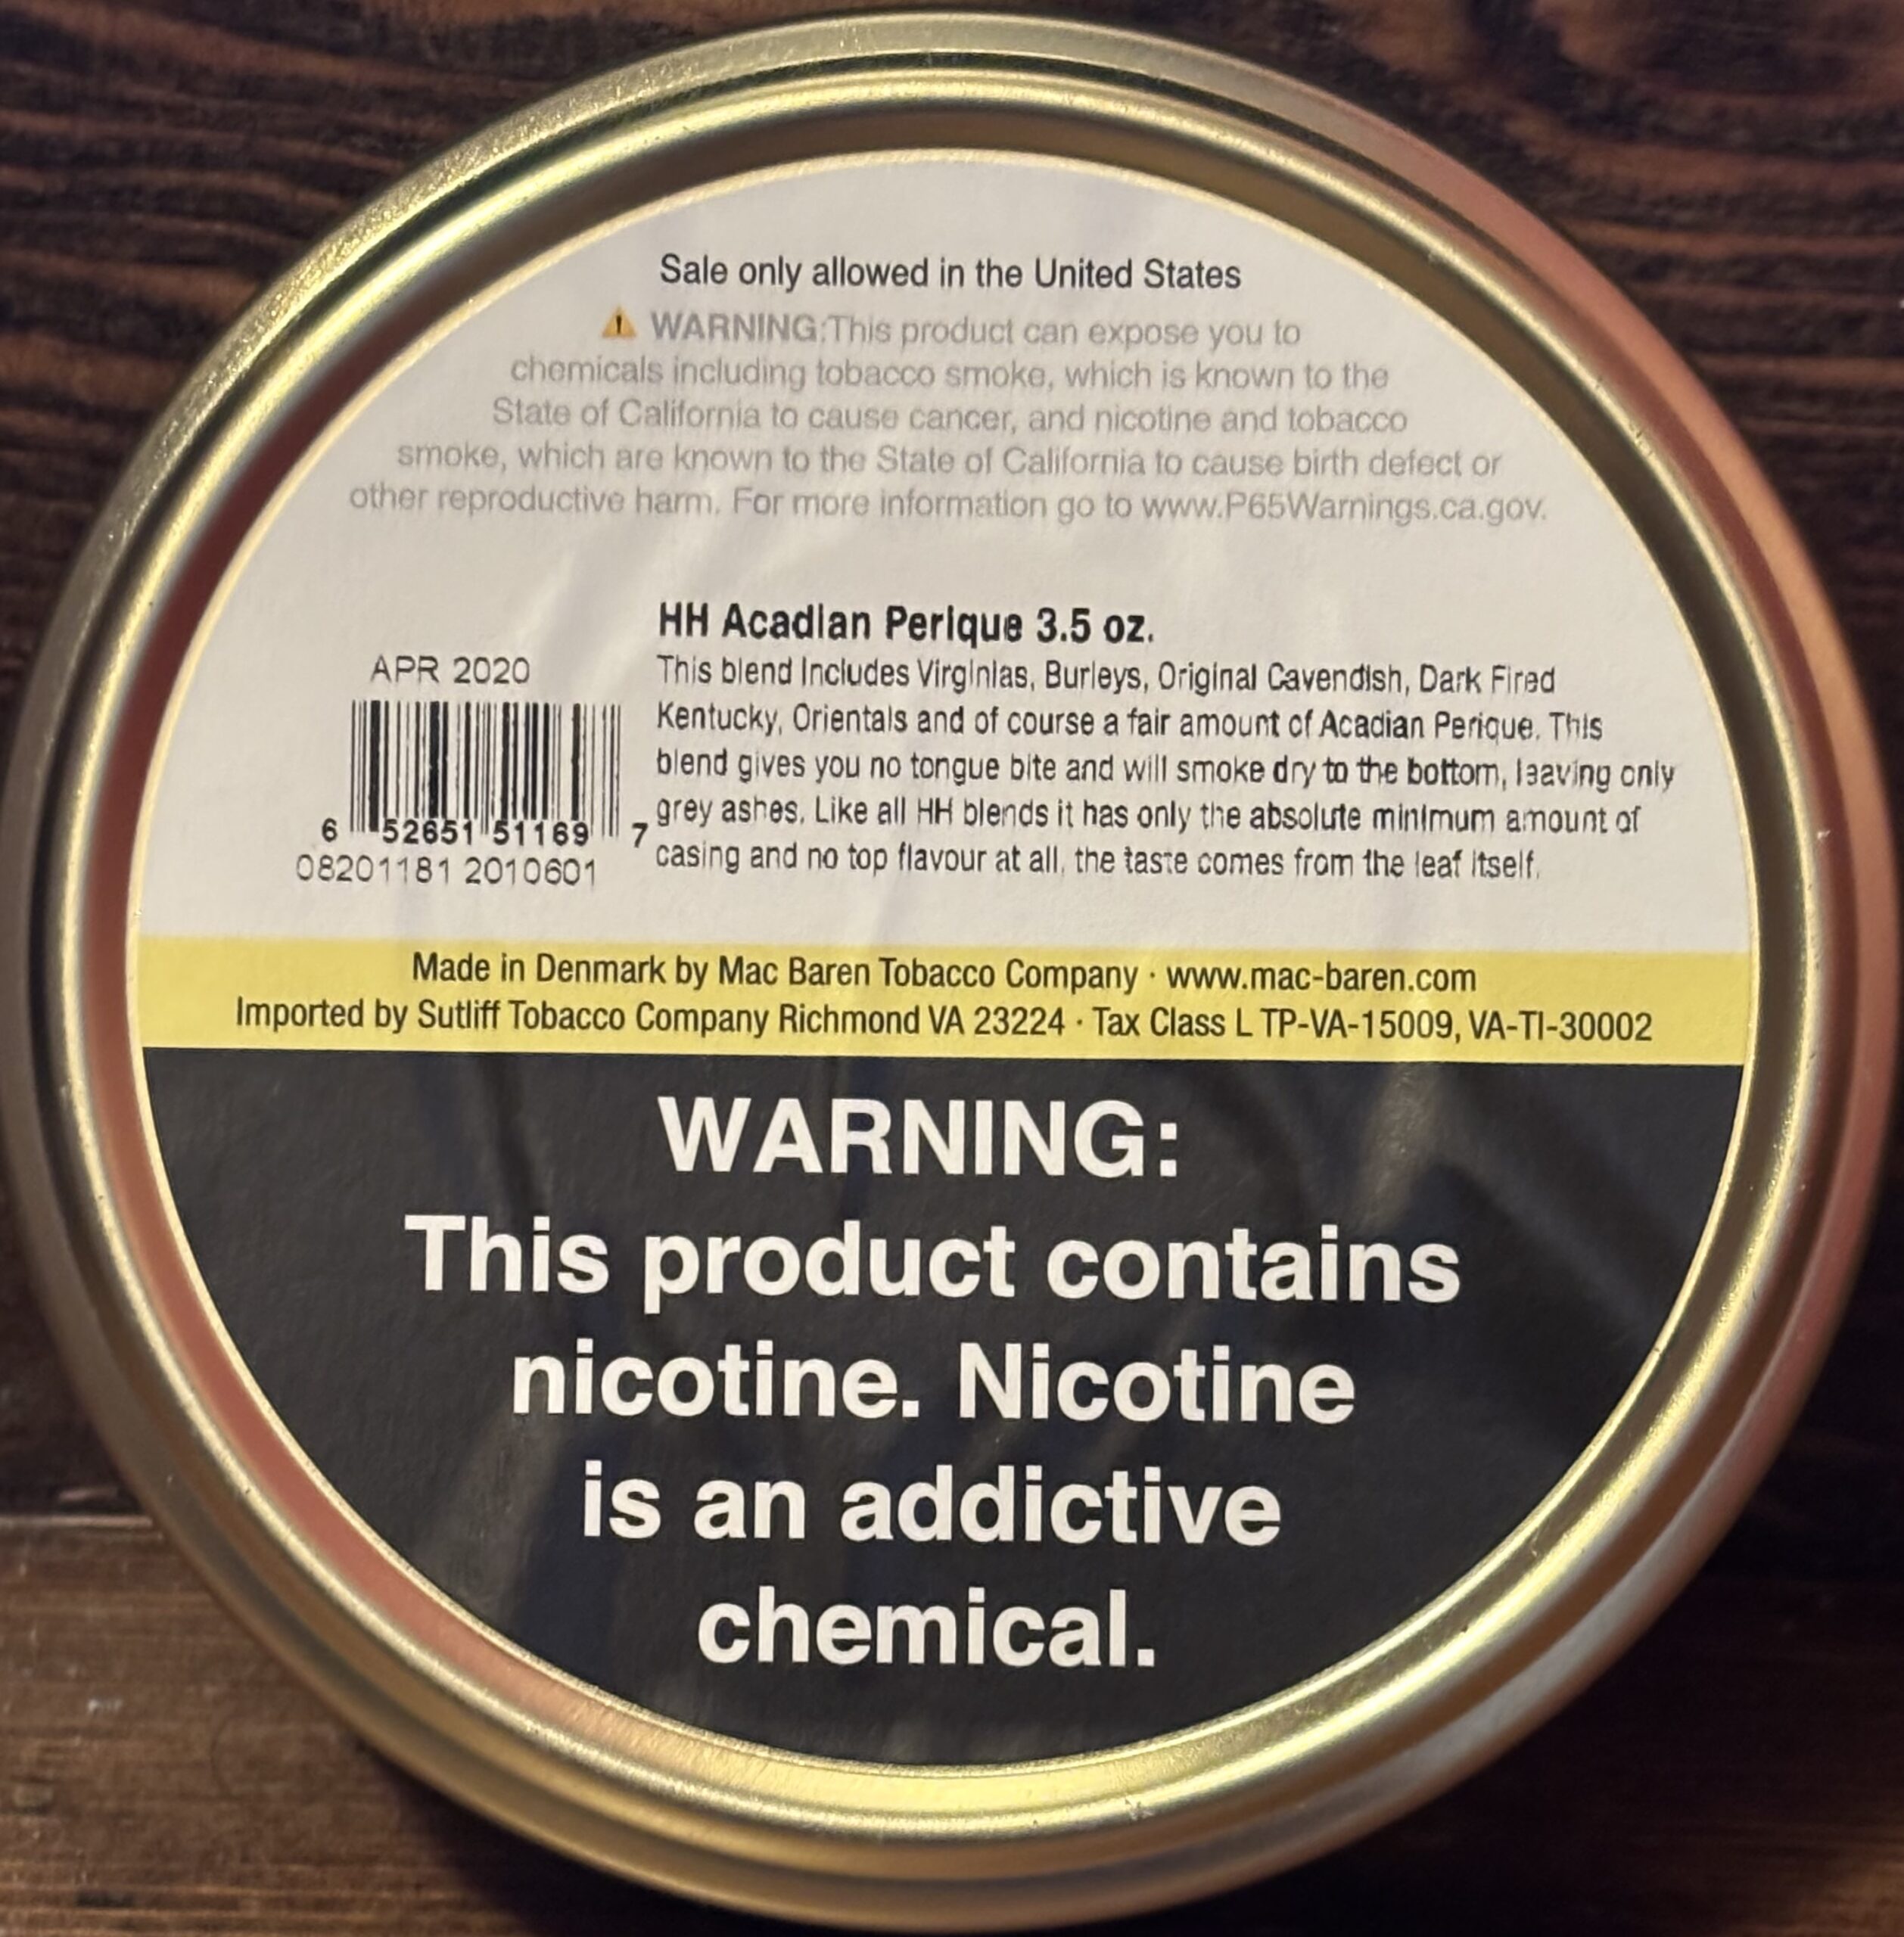 Sale only allowed in the United States
⚠ WARNING:This product can expose you to
chemicals including tobacco smoke, which is known to the
State of California to cause cancer, and nicotine and tobacco
smoke, which are known to the State of California to cause birth defect or
other reproductive harm. For more information go to www.P65Warnings.ca.gov.
HH Acadian Perique 3.5 oz.
This blend Includes Virginias, Burleys, Original Cavendish, Dark Fired
Kentucky, Orientals and of course a fair amount of Acadian Perique. This
blend gives you no tongue bite and will smoke dry to the bottom, leaving only
grey ashes. Like all HH blends it has only the absolute minimum amount of
casing and no top flavour at all, the taste comes from the leaf itself.
APR 2020
6 52651 51169 7
08201181 2010601
Made in Denmark by Mac Baren Tobacco Company · www.mac-baren.com
Imported by Sutliff Tobacco Company Richmond VA 23224 · Tax Class L TP-VA-15009, VA-TI-30002
WARNING:
This product contains
nicotine. Nicotine
is an addictive
chemical.